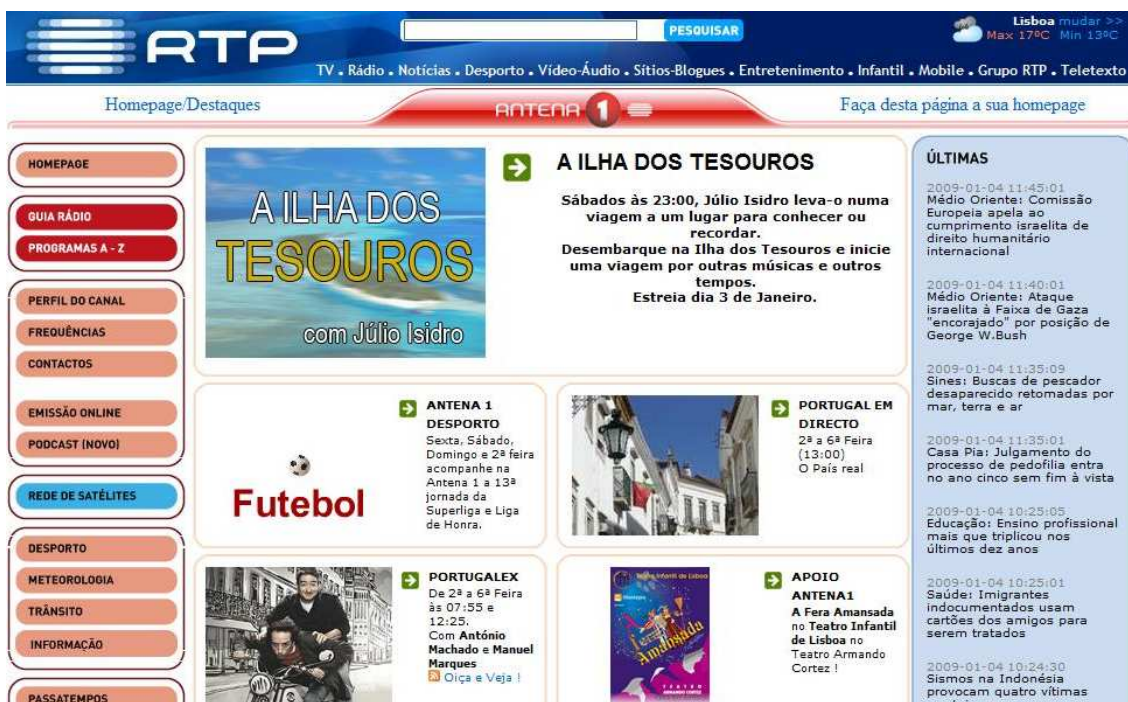 RTP
PESQUISAR
Lisboa mudar >>
Max 17ºC Min 13ºC
TV . Rádio . Notícias . Desporto . Vídeo-Áudio . Sítios-Blogues . Entretenimento . Infantil . Mobile . Grupo RTP . Teletexto
Homepage/Destaques
ANTENA 1
Faça desta página a sua homepage
HOMEPAGE
GUIA RÁDIO
PROGRAMAS A - Z
PERFIL DO CANAL
FREQUÊNCIAS
CONTACTOS
EMISSÃO ONLINE
PODCAST (NOVO)
REDE DE SATÉLITES
DESPORTO
METEOROLOGIA
TRÂNSITO
INFORMAÇÃO
PASSATEMPOS
A ILHA DOS
TESOUROS
com Júlio Isidro
A ILHA DOS TESOUROS
Sábados às 23:00, Júlio Isidro leva-o numa
viagem a um lugar para conhecer ou
recordar.
Desembarque na Ilha dos Tesouros e inicie
uma viagem por outras músicas e outros
tempos.
Estreia dia 3 de Janeiro.
Futebol
ANTENA 1
DESPORTO
Sexta, Sábado,
Domingo e 2ª feira
acompanhe na
Antena 1 a 13ª
jornada da
Superliga e Liga
de Honra.
PORTUGAL EM
DIRECTO
2ª a 6ª Feira
(13:00)
O País real
PORTUGALEX
De 2ª a 6ª Feira
às 07:55 e
12:25.
Com António
Machado e Manuel
Marques
Oiça e Veja !
Teatro Infantil de Lisboa
Fera
Amansada
TEATRO
ARMANDO CORTEZ
APOIO
ANTENA1
A Fera Amansada
no Teatro Infantil
de Lisboa no
Teatro Armando
Cortez !
ÚLTIMAS
2009-01-04 11:45:01
Médio Oriente: Comissão
Europeia apela ao
cumprimento israelita de
direito humanitário
internacional
2009-01-04 11:40:01
Médio Oriente: Ataque
israelita à Faixa de Gaza
"encorajado" por posição de
George W.Bush
2009-01-04 11:35:09
Sines: Buscas de pescador
desaparecido retomadas por
mar, terra e ar
2009-01-04 11:35:01
Casa Pia: Julgamento do
processo de pedofilia entra
no ano cinco sem fim à vista
2009-01-04 10:25:05
Educação: Ensino profissional
mais que triplicou nos
últimos dez anos
2009-01-04 10:25:01
Saúde: Imigrantes
indocumentados usam
cartões dos amigos para
serem tratados
2009-01-04 10:24:30
Sismos na Indonésia
provocam quatro vítimas